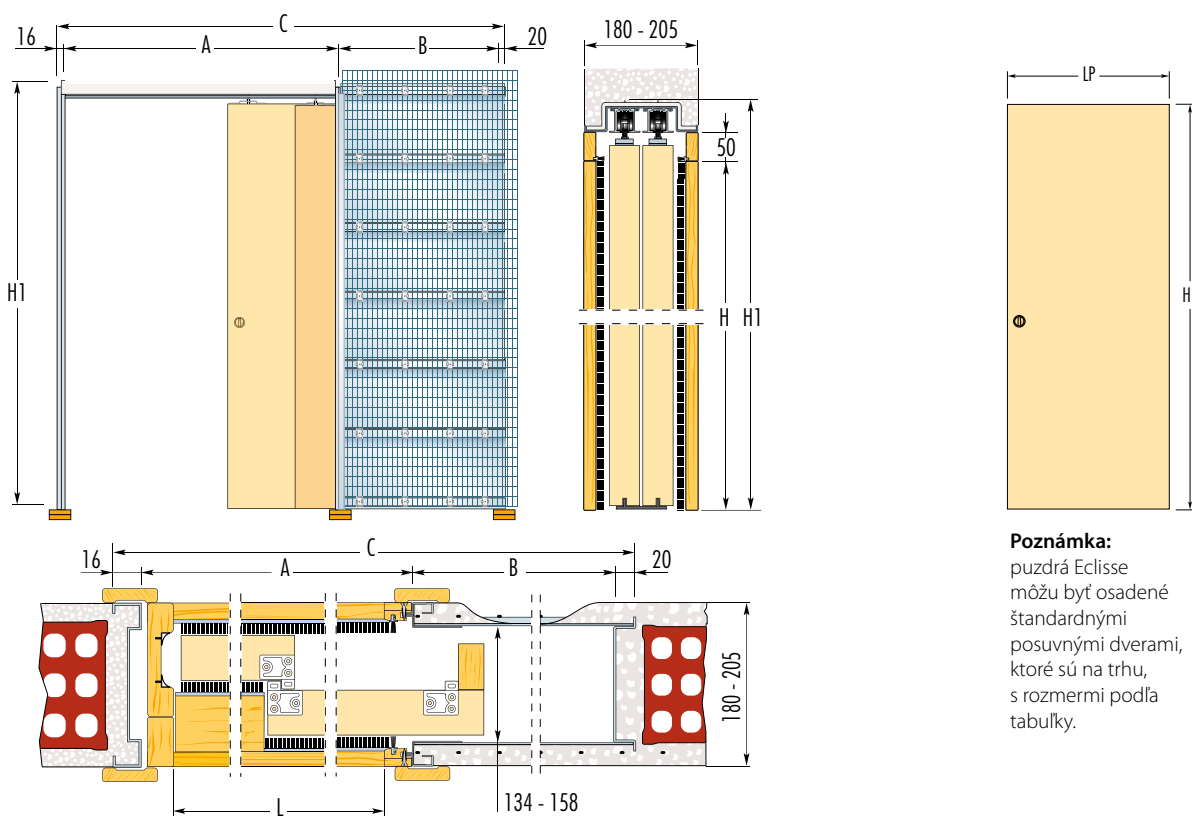 C
16
A
B
20
H1
180 - 205
50
H
H1
LP
H
Poznámka:
puzdrá Eclisse
môžu byť osadené
štandardnými
posuvnými dverami,
ktoré sú na trhu,
s rozmermi podľa
tabuľky.
C
16
A
B
20
180 - 205
L
134 - 158